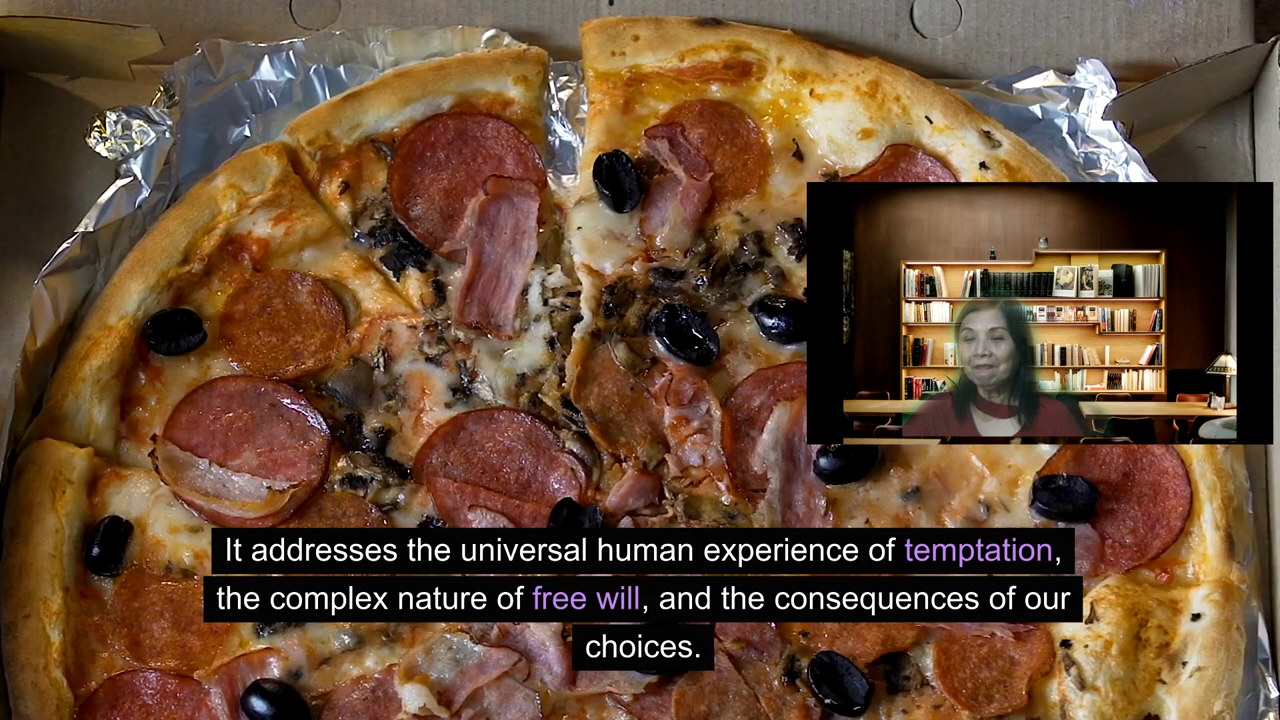 It addresses the universal human experience of temptation,
the complex nature of free will, and the consequences of our
choices.